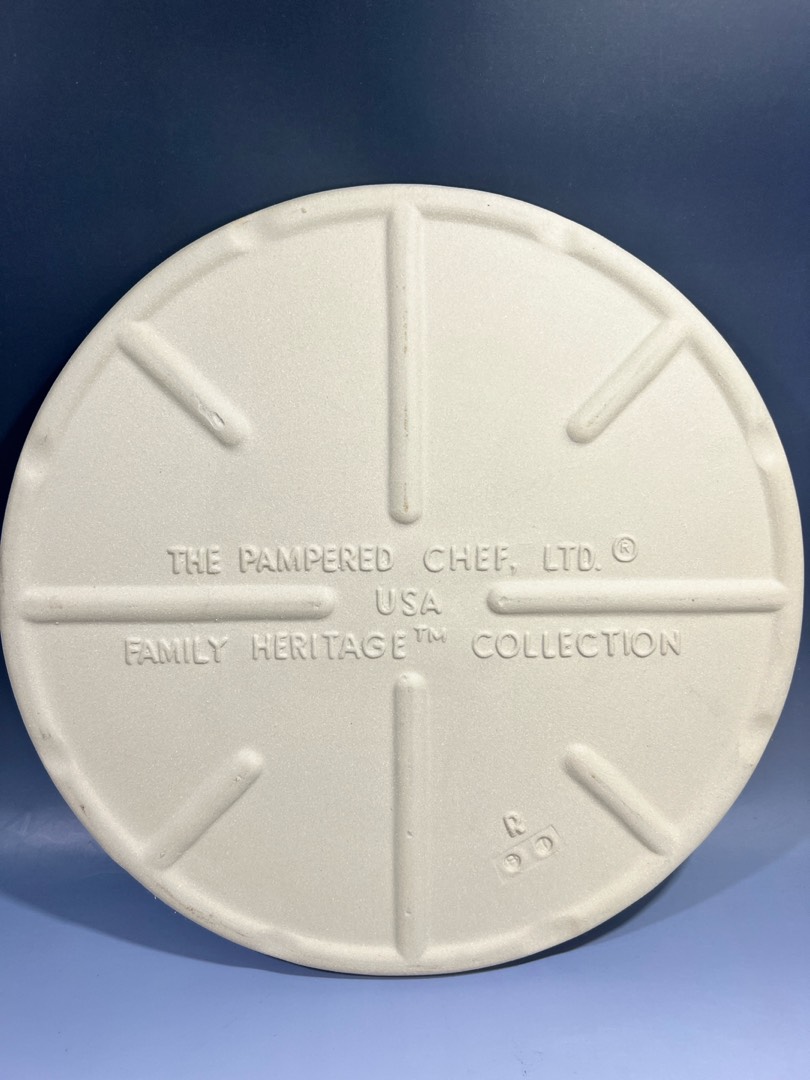 THE PAMPERED CHEF, LTD.®
USA
FAMILY HERITAGE™ COLLECTION
R